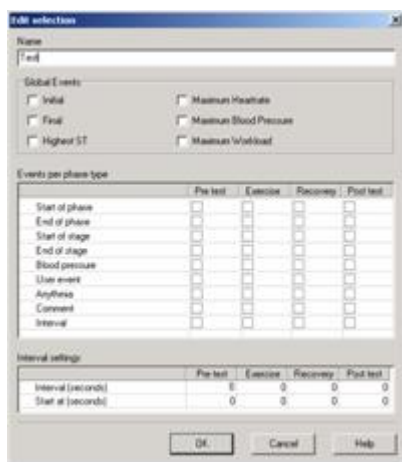 Edit selection
Name
Test
Global Events
Initial
Maximum Heartrate
Final
Maximum Blood Pressure
Highest ST
Maximum Workload
Events per phase type
Pre test Exercise Recovery Post test
Start of phase
End of phase
Start of stage
End of stage
Blood pressure
User event
Arrythmia
Comment
Interval
Interval settings
Pre test Exercise Recovery Post test
Interval (seconds) 0 0 0
Start at (seconds) 0 0 0 0
OK Cancel Help